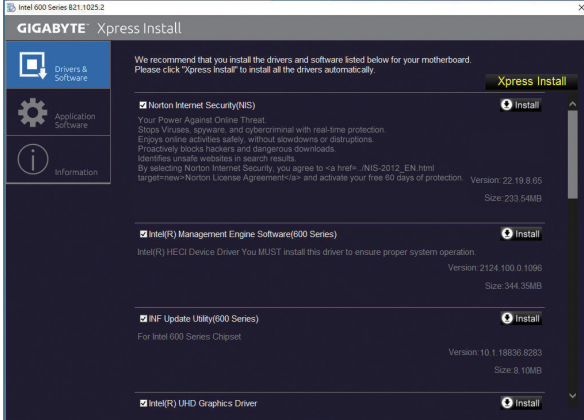 Intel 600 Series B21.1025.2
GIGABYTE™ Xpress Install
Drivers &
Software
Application
Software
Information
We recommend that you install the drivers and software listed below for your motherboard.
Please click "Xpress Install" to install all the drivers automatically.
Xpress Install
Norton Internet Security(NIS)
Install
Your Power Against Online Threat.
Stops Viruses, spyware, and cybercriminal with real-time protection.
Enjoys online activities safely, without slowdowns or distruptions.
Proactively blocks hackers and dangerous downloads.
Identifies unsafe websites in search results.
By selecting Norton Internet Security, you agree to <a href=../NIS-2012_EN.html
target=new>Norton License Agreement</a> and activate your free 60 days of protection.
Version: 22.19.8.65
Size: 233.54MB
Intel(R) Management Engine Software(600 Series)
Install
Intel(R) HECI Device Driver You MUST install this driver to ensure proper system operation.
Version: 2124.100.0.1096
Size: 344.35MB
INF Update Utility(600 Series)
Install
For Intel 600 Series Chipset
Version: 10.1.18836.8283
Size: 8.10MB
Intel(R) UHD Graphics Driver
Install